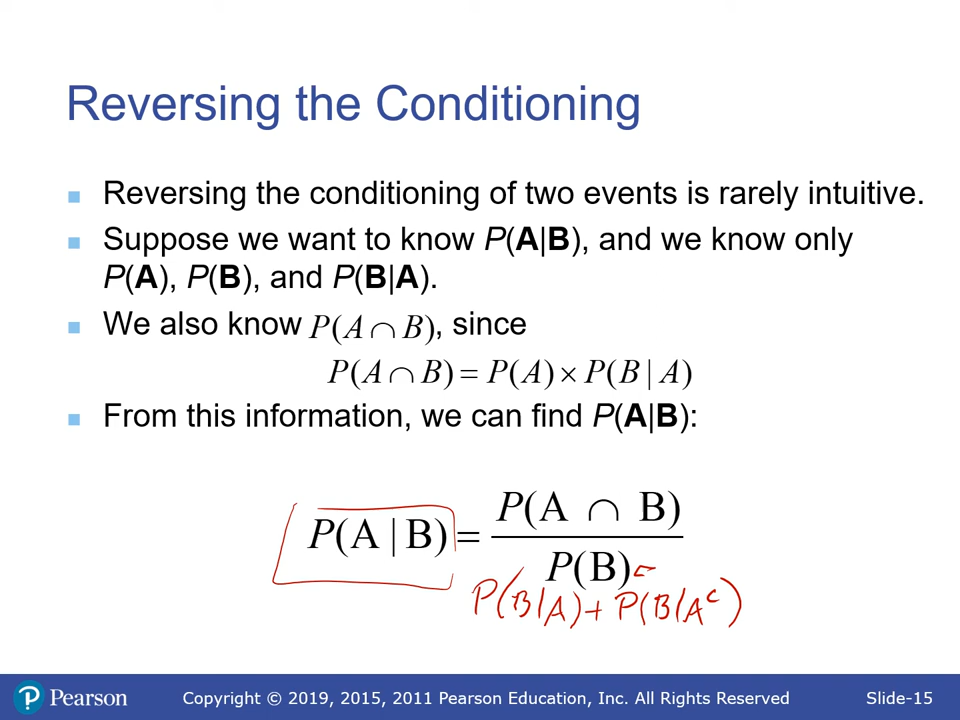 Reversing the Conditioning
Reversing the conditioning of two events is rarely intuitive.
Suppose we want to know P(A|B), and we know only
P(A), P(B), and P(B|A).
We also know P(A ∩ B), since
P(A ∩ B) = P(A) × P(B | A)
From this information, we can find P(A|B):
P(A | B) = P(A ∩ B) / P(B) =
P(B|A) + P(B|Aᶜ)
Pearson Copyright © 2019, 2015, 2011 Pearson Education, Inc. All Rights Reserved Slide-15